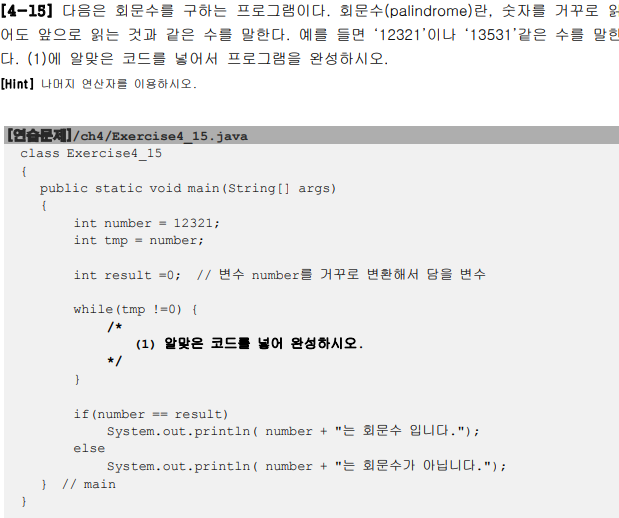 [4-15] 다음은 회문수를 구하는 프로그램이다. 회문수(palindrome)란, 숫자를 거꾸로 읽
어도 앞으로 읽는 것과 같은 수를 말한다. 예를 들면 ‘12321’이나 ‘13531’같은 수를 말한
다. (1)에 알맞은 코드를 넣어서 프로그램을 완성하시오.
[Hint] 나머지 연산자를 이용하시오.
[연습문제]/ch4/Exercise4_15.java
class Exercise4_15
{
public static void main(String[] args)
{
int number = 12321;
int tmp = number;
int result =0; // 변수 number를 거꾸로 변환해서 담을 변수
while(tmp !=0) {
/*
(1) 알맞은 코드를 넣어 완성하시오.
*/
}
if(number == result)
System.out.println( number + "는 회문수 입니다.");
else
System.out.println( number + "는 회문수가 아닙니다.");
} // main
}